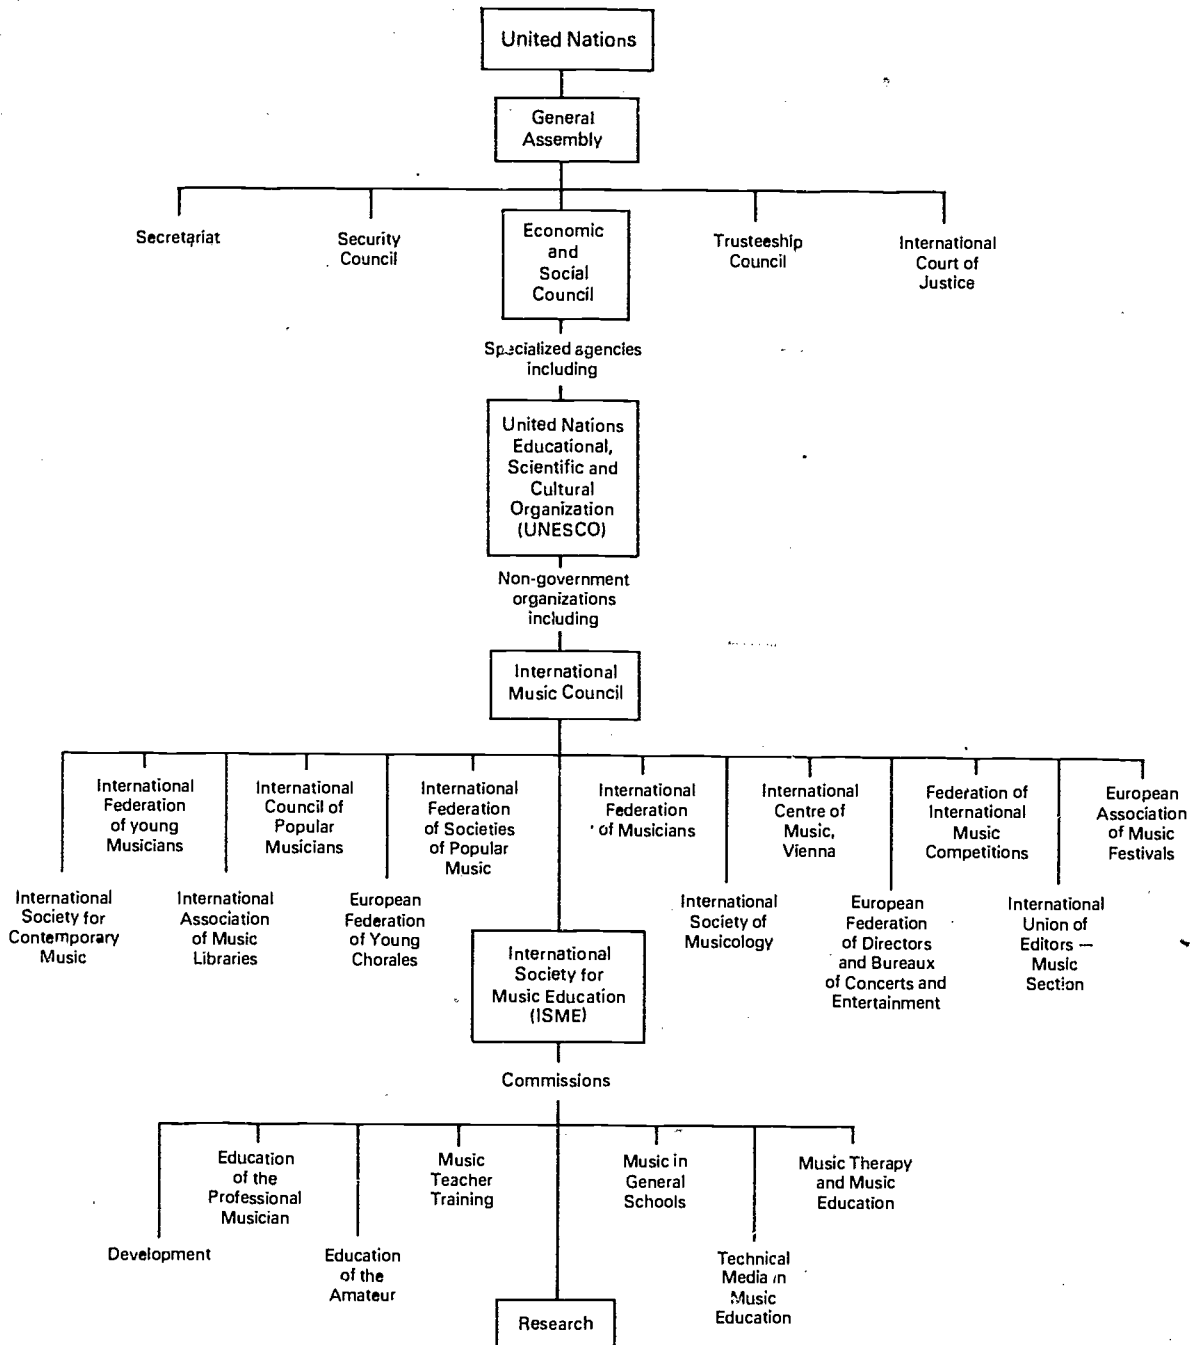 United Nations
General
Assembly
Secretariat
Security
Council
Economic
and
Social
Council
Trusteeship
Council
International
Court of
Justice
Specialized agencies
including
United Nations
Educational,
Scientific and
Cultural
Organization
(UNESCO)
Non-government
organizations
including
International
Music Council
International
Federation
of young
Musicians
International
Council of
Popular
Musicians
International
Federation
of Societies
of Popular
Music
International
Federation
of Musicians
International
Centre of
Music,
Vienna
Federation of
International
Music
Competitions
European
Association
of Music
Festivals
International
Society for
Contemporary
Music
International
Association
of Music
Libraries
European
Federation
of Young
Chorales
International
Society for
Music Education
(ISME)
International
Society of
Musicology
European
Federation
of Directors
and Bureaux
of Concerts and
Entertainment
International
Union of
Editors —
Music
Section
Commissions
Education
of the
Professional
Musician
Music
Teacher
Training
Music in
General
Schools
Music Therapy
and Music
Education
Development
Education
of the
Amateur
Technical
Media in
Music
Education
Research